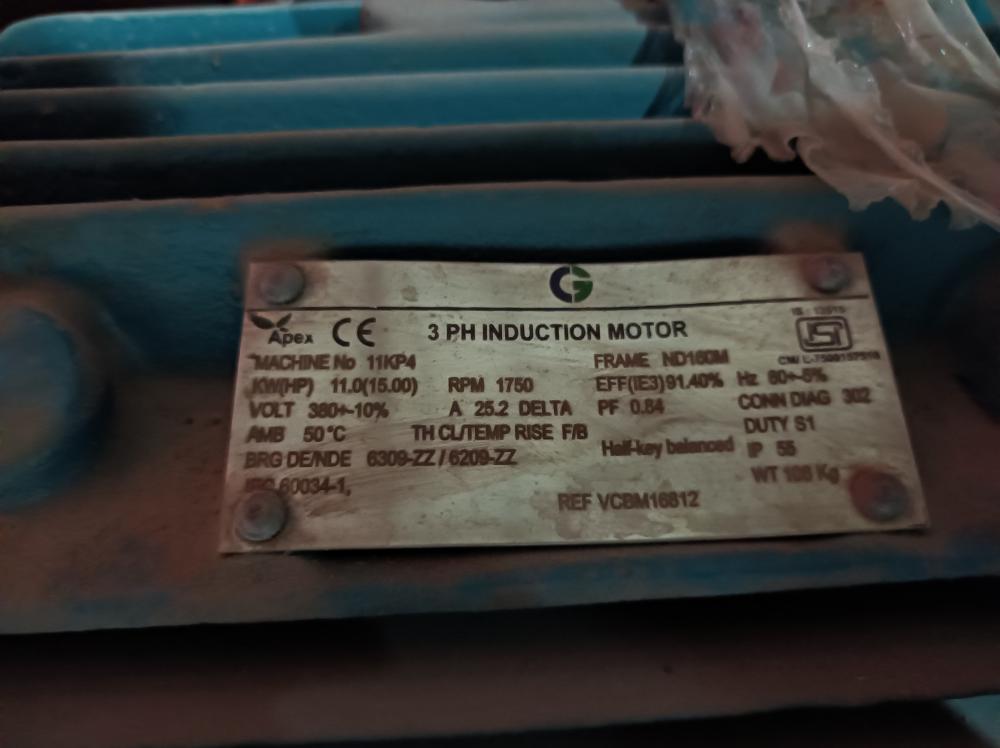 Apex CE 3 PH INDUCTION MOTOR
MACHINE No 11KP4 FRAME ND160M
KW(HP) 11.0(15.00) RPM 1750 EFF(IE3)91.40% Hz 60+-5%
VOLT 380+-10% A 25.2 DELTA PF 0.84 CONN DIAG 302
AMB 50°C TH CL/TEMP RISE F/B DUTY S1
BRG DE/NDE 6309-ZZ / 6209-ZZ Half-key balanced IP 55
60034-1, WT Kg
REF VCBM16812